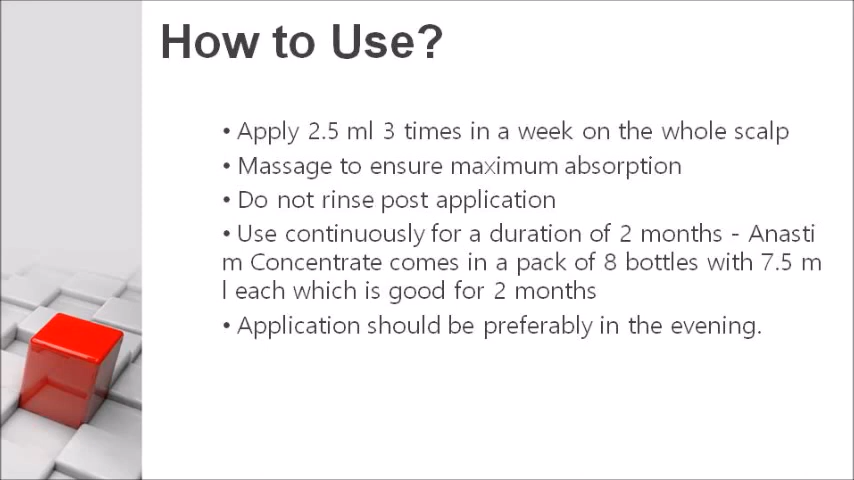 How to Use?
• Apply 2.5 ml 3 times in a week on the whole scalp
• Massage to ensure maximum absorption
• Do not rinse post application
• Use continuously for a duration of 2 months - Anasti
m Concentrate comes in a pack of 8 bottles with 7.5 m
l each which is good for 2 months
• Application should be preferably in the evening.